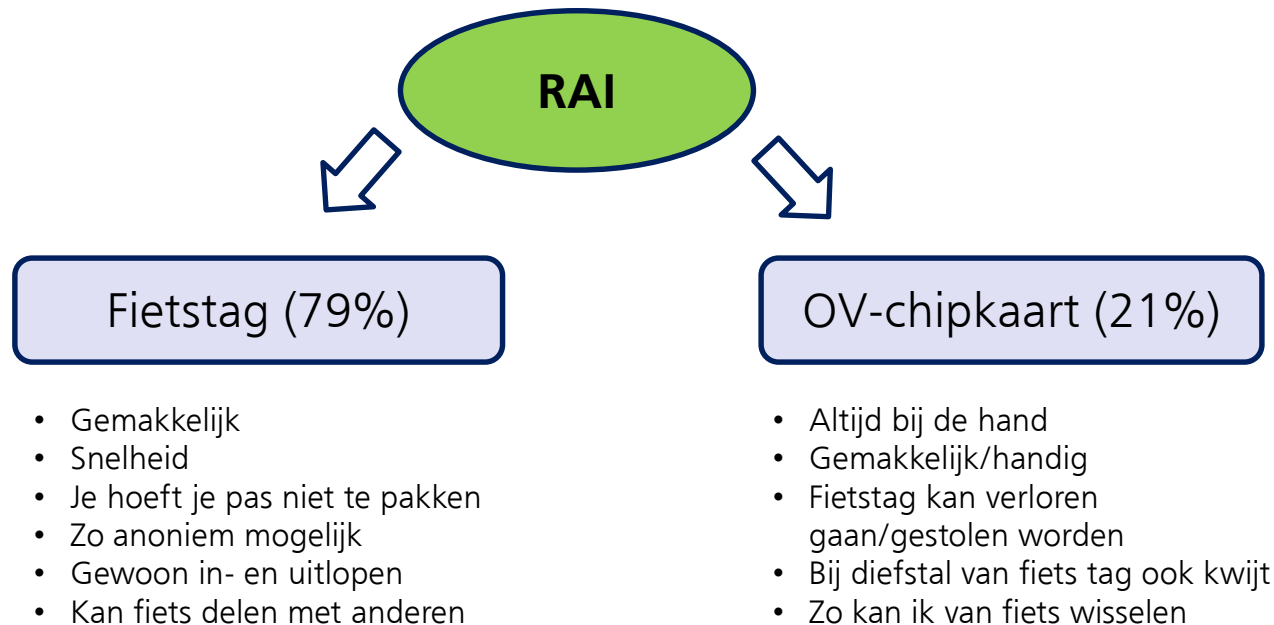 RAI
Fietstag (79%)
• Gemakkelijk
• Snelheid
• Je hoeft je pas niet te pakken
• Zo anoniem mogelijk
• Gewoon in- en uitlopen
• Kan fiets delen met anderen
OV-chipkaart (21%)
• Altijd bij de hand
• Gemakkelijk/handig
• Fietstag kan verloren
gaan/gestolen worden
• Bij diefstal van fiets tag ook kwijt
• Zo kan ik van fiets wisselen